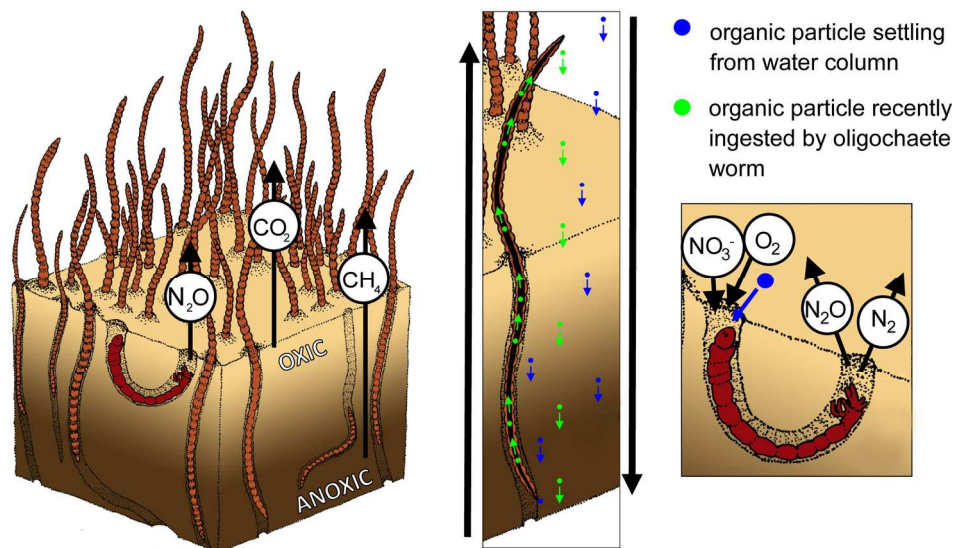 CO₂
N₂O
CH₄
OXIC
ANOXIC
organic particle settling
from water column
organic particle recently
ingested by oligochaete
worm
NO₃⁻
O₂
N₂O
N₂